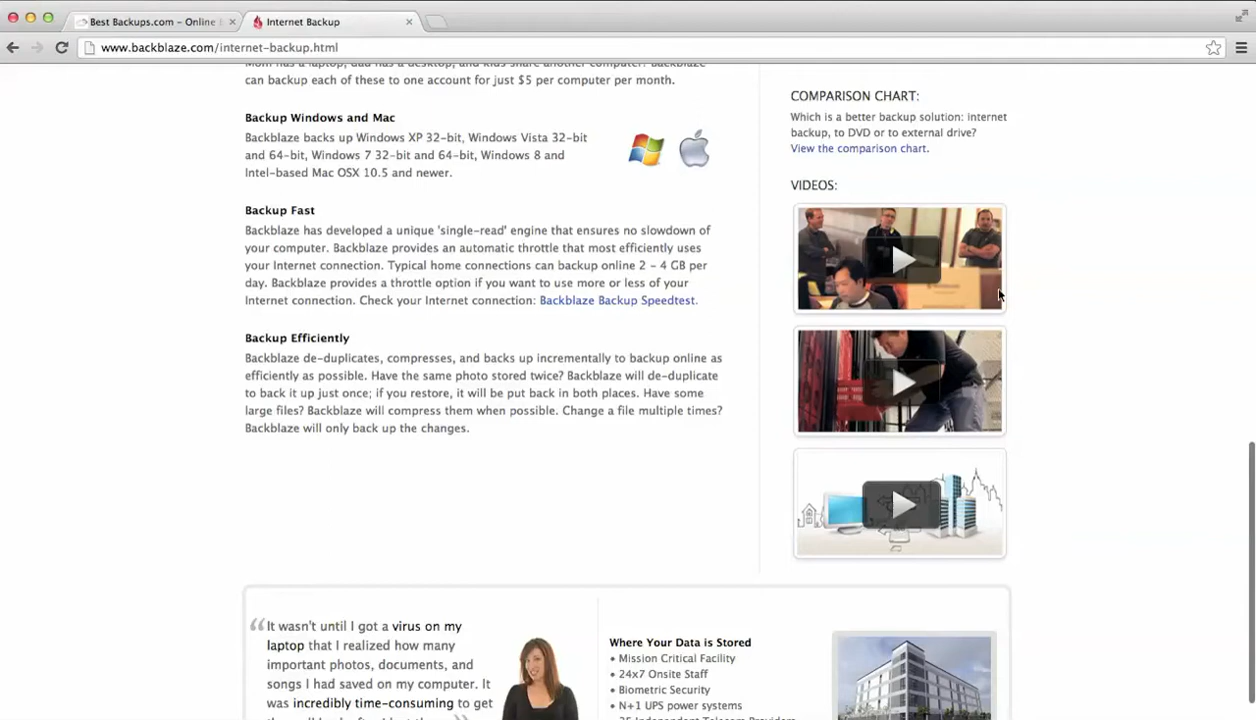 Best Backups.com – Online
Internet Backup
www.backblaze.com/internet-backup.html
can backup each of these to one account for just $5 per computer per month.
Backup Windows and Mac
Backblaze backs up Windows XP 32-bit, Windows Vista 32-bit
and 64-bit, Windows 7 32-bit and 64-bit, Windows 8 and
Intel-based Mac OSX 10.5 and newer.
Backup Fast
Backblaze has developed a unique 'single-read' engine that ensures no slowdown of
your computer. Backblaze provides an automatic throttle that most efficiently uses
your Internet connection. Typical home connections can backup online 2 - 4 GB per
day. Backblaze provides a throttle option if you want to use more or less of your
Internet connection. Check your Internet connection: Backblaze Backup Speedtest.
Backup Efficiently
Backblaze de-duplicates, compresses, and backs up incrementally to backup online as
efficiently as possible. Have the same photo stored twice? Backblaze will de-duplicate
to back it up just once; if you restore, it will be put back in both places. Have some
large files? Backblaze will compress them when possible. Change a file multiple times?
Backblaze will only back up the changes.
COMPARISON CHART:
Which is a better backup solution: internet
backup, to DVD or to external drive?
View the comparison chart.
VIDEOS:
“It wasn't until I got a virus on my
laptop that I realized how many
important photos, documents, and
songs I had saved on my computer. It
was incredibly time-consuming to get
Where Your Data is Stored
• Mission Critical Facility
• 24x7 Onsite Staff
• Biometric Security
• N+1 UPS power systems